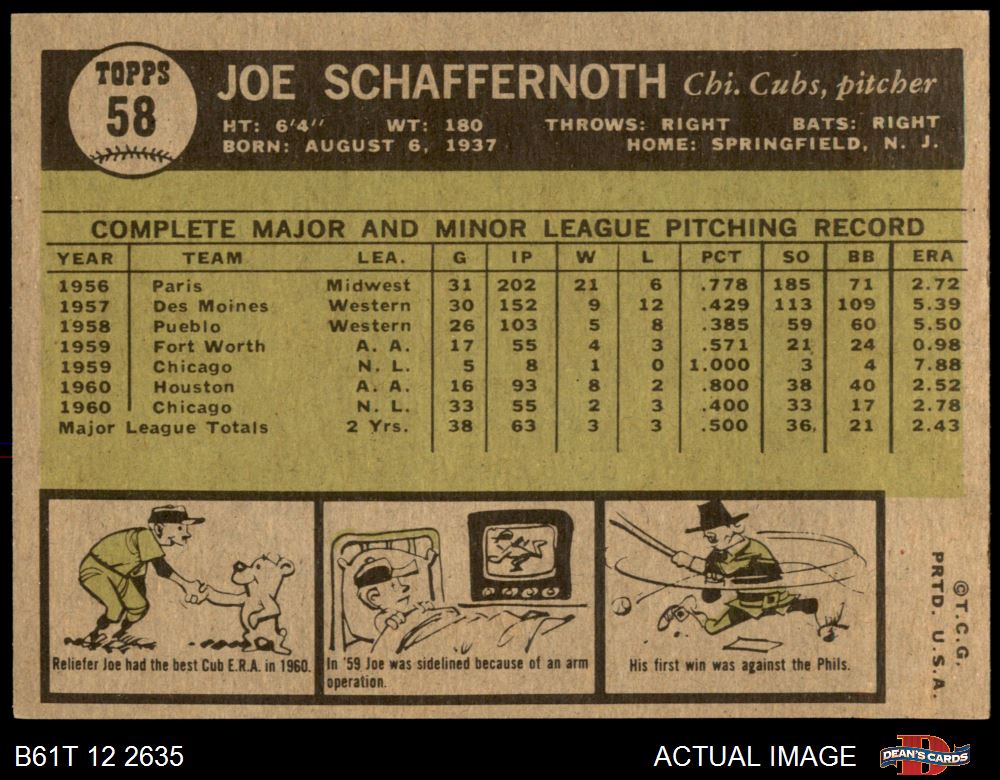 TOPPS
58
JOE SCHAFFERNOTH Chi. Cubs, pitcher
HT: 6'4" WT: 180 THROWS: RIGHT BATS: RIGHT
BORN: AUGUST 6, 1937 HOME: SPRINGFIELD, N. J.
COMPLETE MAJOR AND MINOR LEAGUE PITCHING RECORD
YEAR TEAM LEA. G IP W L PCT SO BB ERA
1956 Paris Midwest 31 202 21 6 .778 185 71 2.72
1957 Des Moines Western 30 152 9 12 .429 113 109 5.39
1958 Pueblo Western 26 103 5 8 .385 59 60 5.50
1959 Fort Worth A. A. 17 55 4 3 .571 21 24 0.98
1959 Chicago N. L. 5 8 1 0 1.000 3 4 7.88
1960 Houston A. A. 16 93 8 2 .800 38 40 2.52
1960 Chicago N. L. 33 55 2 3 .400 33 17 2.78
Major League Totals 2 Yrs. 38 63 3 3 .500 36. 21 2.43
Reliefer Joe had the best Cub E.R.A. in 1960.
In '59 Joe was sidelined because of an arm
operation.
His first win was against the Phils.
©T.C.G.
PRTD. U.S.A.
B61T 12 2635 ACTUAL IMAGE DEAN'S CARDS